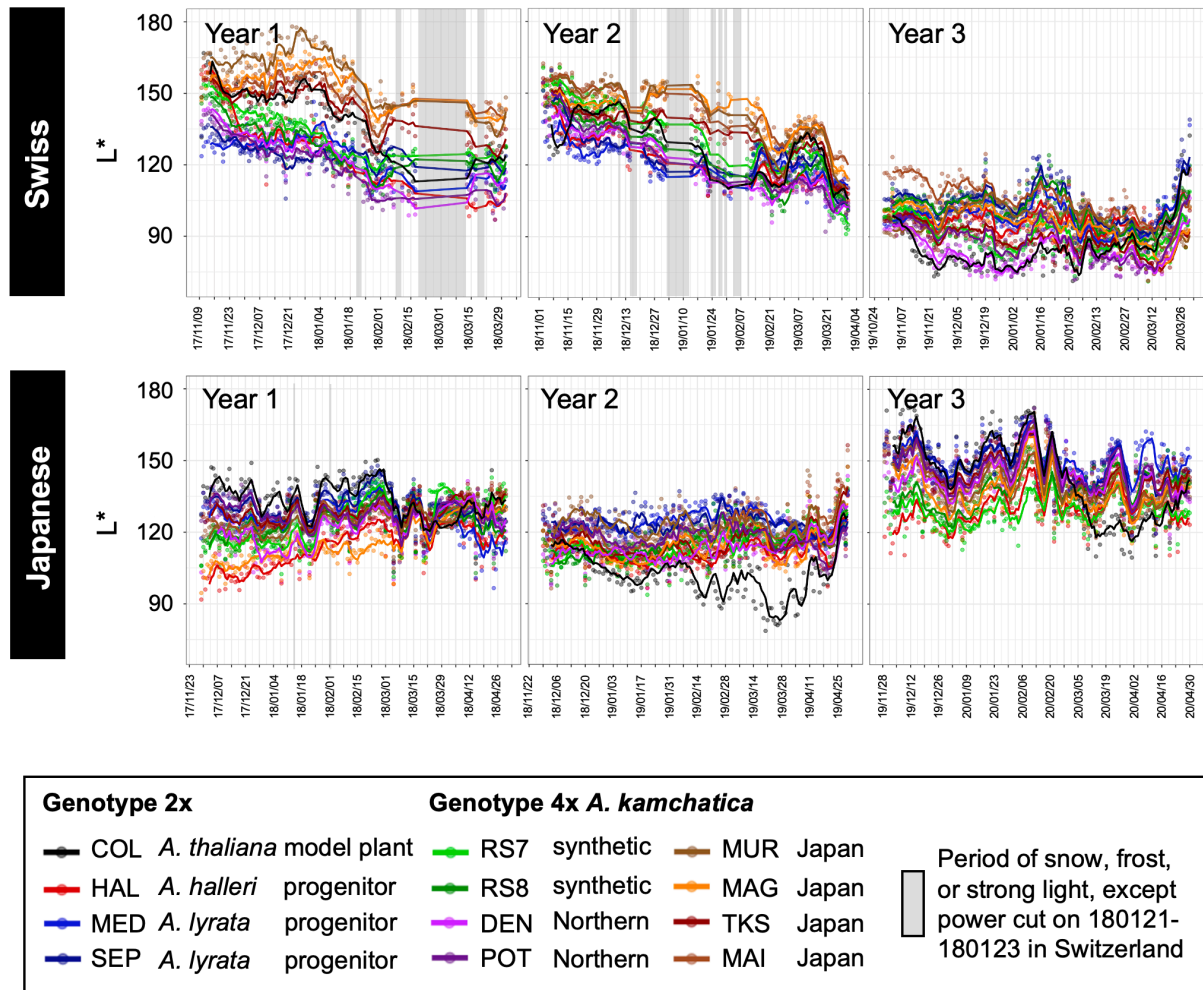 Swiss
L*
180
150
120
90
Year 1
Year 2
Year 3
17/11/09
17/11/23
17/12/07
17/12/21
18/01/04
18/01/18
18/02/01
18/02/15
18/03/01
18/03/15
18/03/29
18/11/01
18/11/15
18/11/29
18/12/13
18/12/27
19/01/10
19/01/24
19/02/07
19/02/21
19/03/07
19/03/21
19/04/04
19/10/24
19/11/07
19/11/21
19/12/05
19/12/19
20/01/02
20/01/16
20/01/30
20/02/13
20/02/27
20/03/12
20/03/26
Japanese
L*
180
150
120
90
Year 1
Year 2
Year 3
17/11/23
17/12/07
17/12/21
18/01/04
18/01/18
18/02/01
18/02/15
18/03/01
18/03/15
18/03/29
18/04/12
18/04/26
18/11/22
18/12/06
18/12/20
19/01/03
19/01/17
19/01/31
19/02/14
19/02/28
19/03/14
19/03/28
19/04/11
19/04/25
19/11/28
19/12/12
19/12/26
20/01/09
20/01/23
20/02/06
20/02/20
20/03/05
20/03/19
20/04/02
20/04/16
20/04/30
Genotype 2x
COL A. thaliana model plant
HAL A. halleri progenitor
MED A. lyrata progenitor
SEP A. lyrata progenitor
Genotype 4x A. kamchatica
RS7 synthetic
RS8 synthetic
DEN Northern
POT Northern
MUR Japan
MAG Japan
TKS Japan
MAI Japan
Period of snow, frost,
or strong light, except
power cut on 180121-
180123 in Switzerland